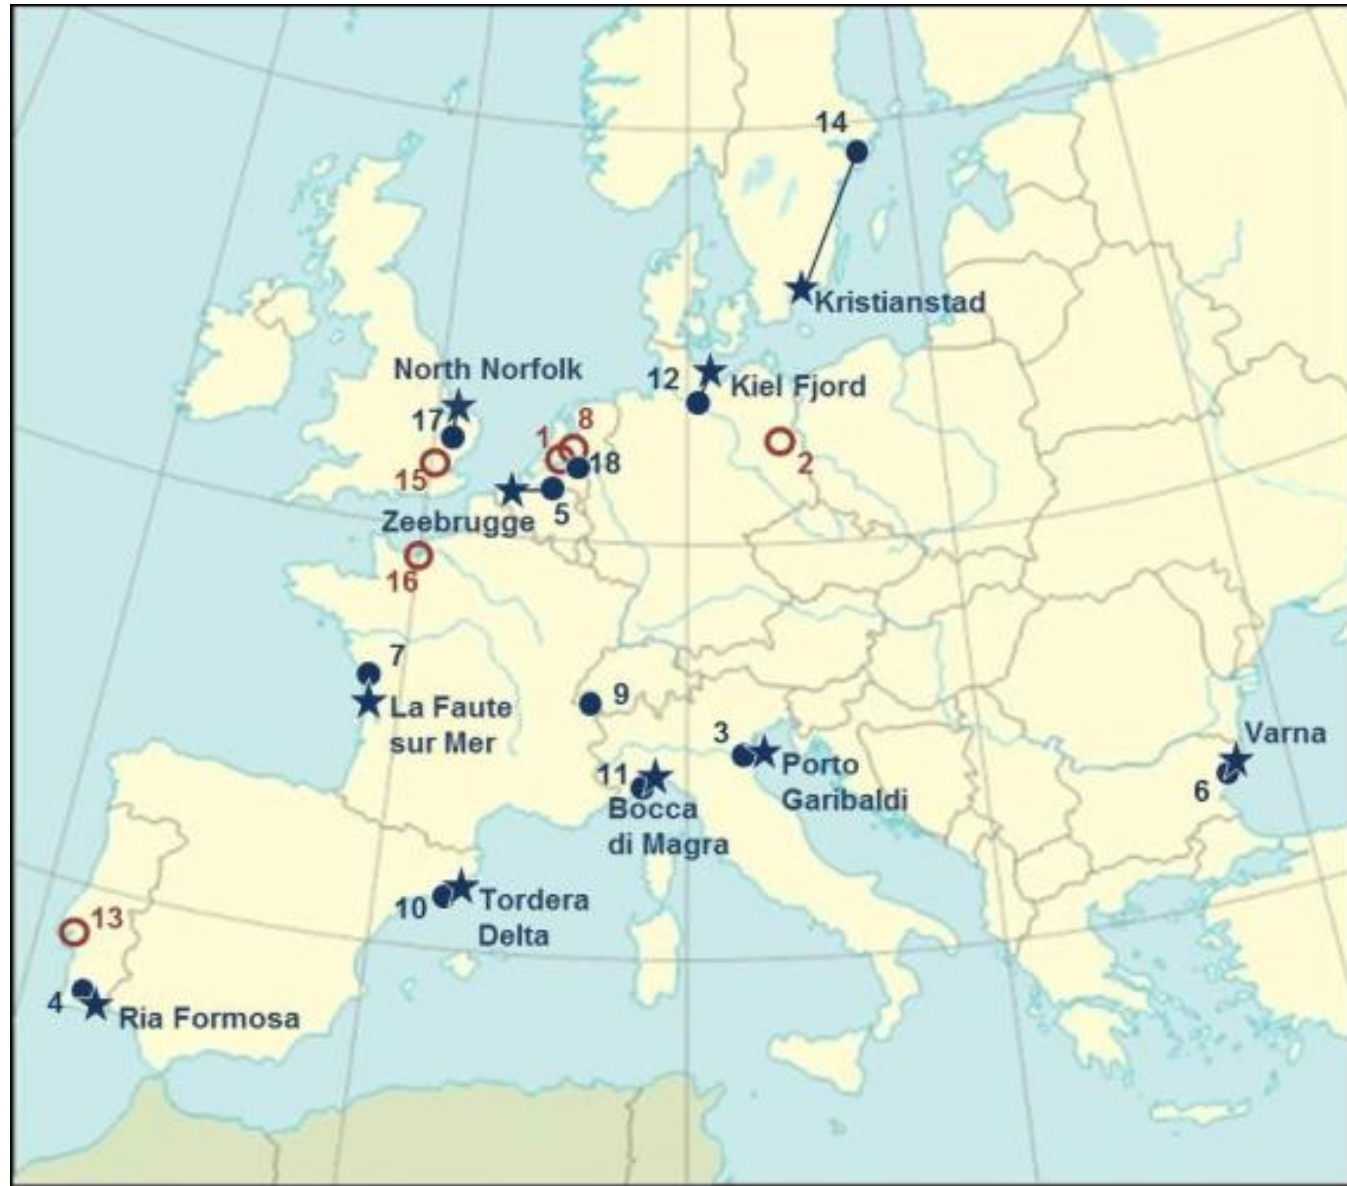 14
Kristianstad
North Norfolk
12
Kiel Fjord
17
1
8
15
18
2
Zeebrugge
5
16
7
La Faute
sur Mer
9
3
Varna
Porto
Garibaldi
11
6
Bocca
di Magra
10
Tordera
Delta
13
4
Ria Formosa